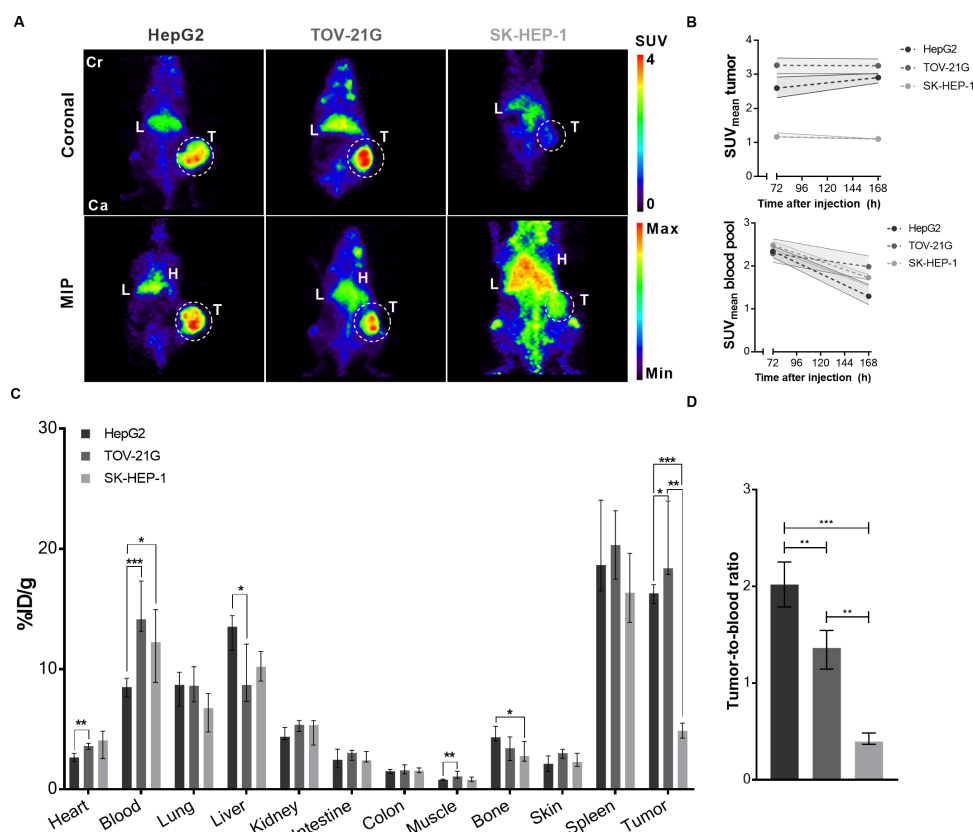 A
HepG2
TOV-21G
SK-HEP-1
SUV
Cr
4
Coronal
L
T
L
T
L
T
Ca
0
MIP
H
L
T
H
L
T
H
L
T
Max
Min
B
4
3
2
1
0
SUVmean tumor
72 96 120 144 168
Time after injection (h)
HepG2
TOV-21G
SK-HEP-1
3
2
1
0
SUVmean blood pool
72 96 120 144 168
Time after injection (h)
HepG2
TOV-21G
SK-HEP-1
C
30
20
10
0
%ID/g
HepG2
TOV-21G
SK-HEP-1
**
*
***
*
**
*
***
* **
Heart Blood Lung Liver Kidney Intestine Colon Muscle Bone Skin Spleen Tumor
D
3
2
1
0
Tumor-to-blood ratio
***
**
**